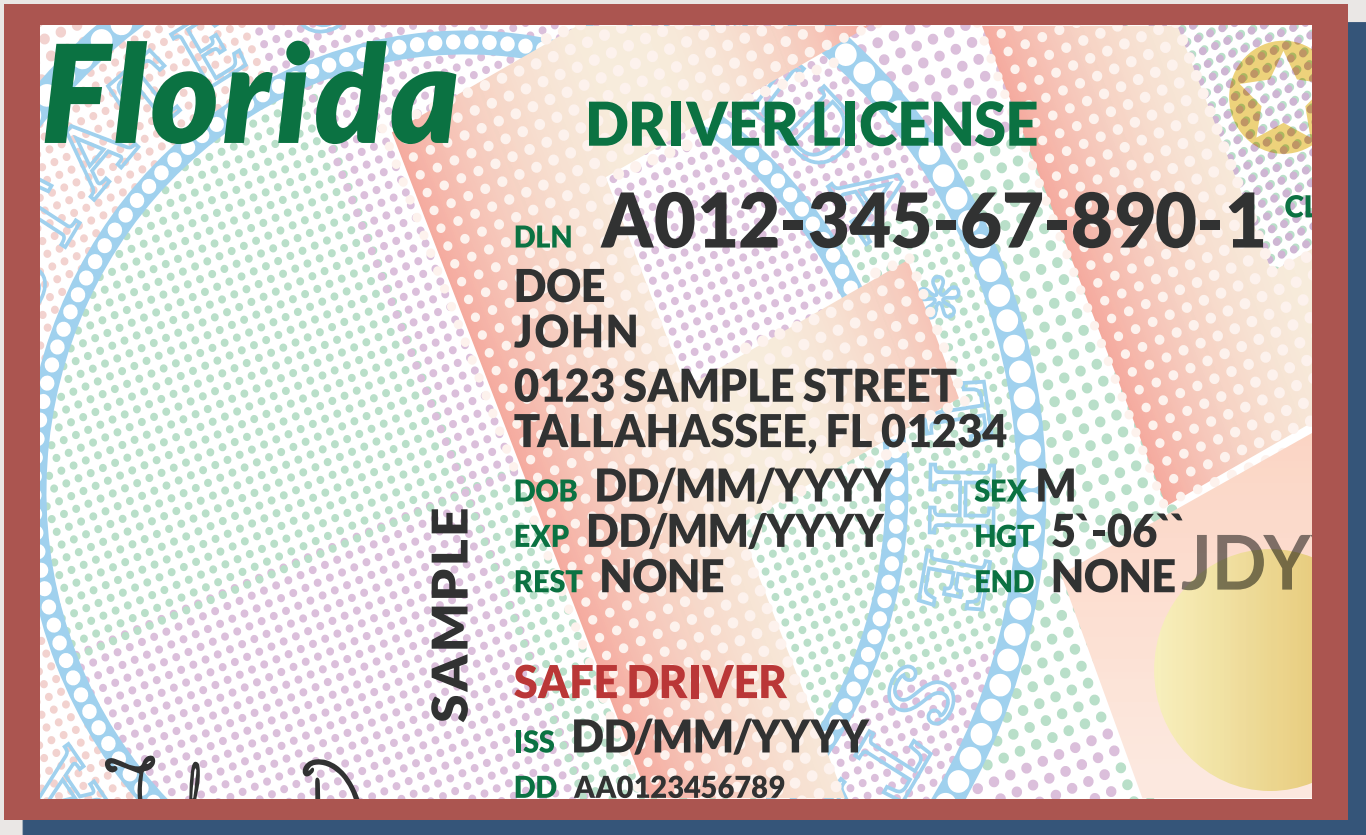 Florida
DRIVER LICENSE
DLN A012-345-67-890-1
DOE
JOHN
0123 SAMPLE STREET
TALLAHASSEE, FL 01234
DOB DD/MM/YYYY SEX M
EXP DD/MM/YYYY HGT 5`-06``
REST NONE END NONE JDY
SAMPLE
SAFE DRIVER
ISS DD/MM/YYYY
DD AA0123456789